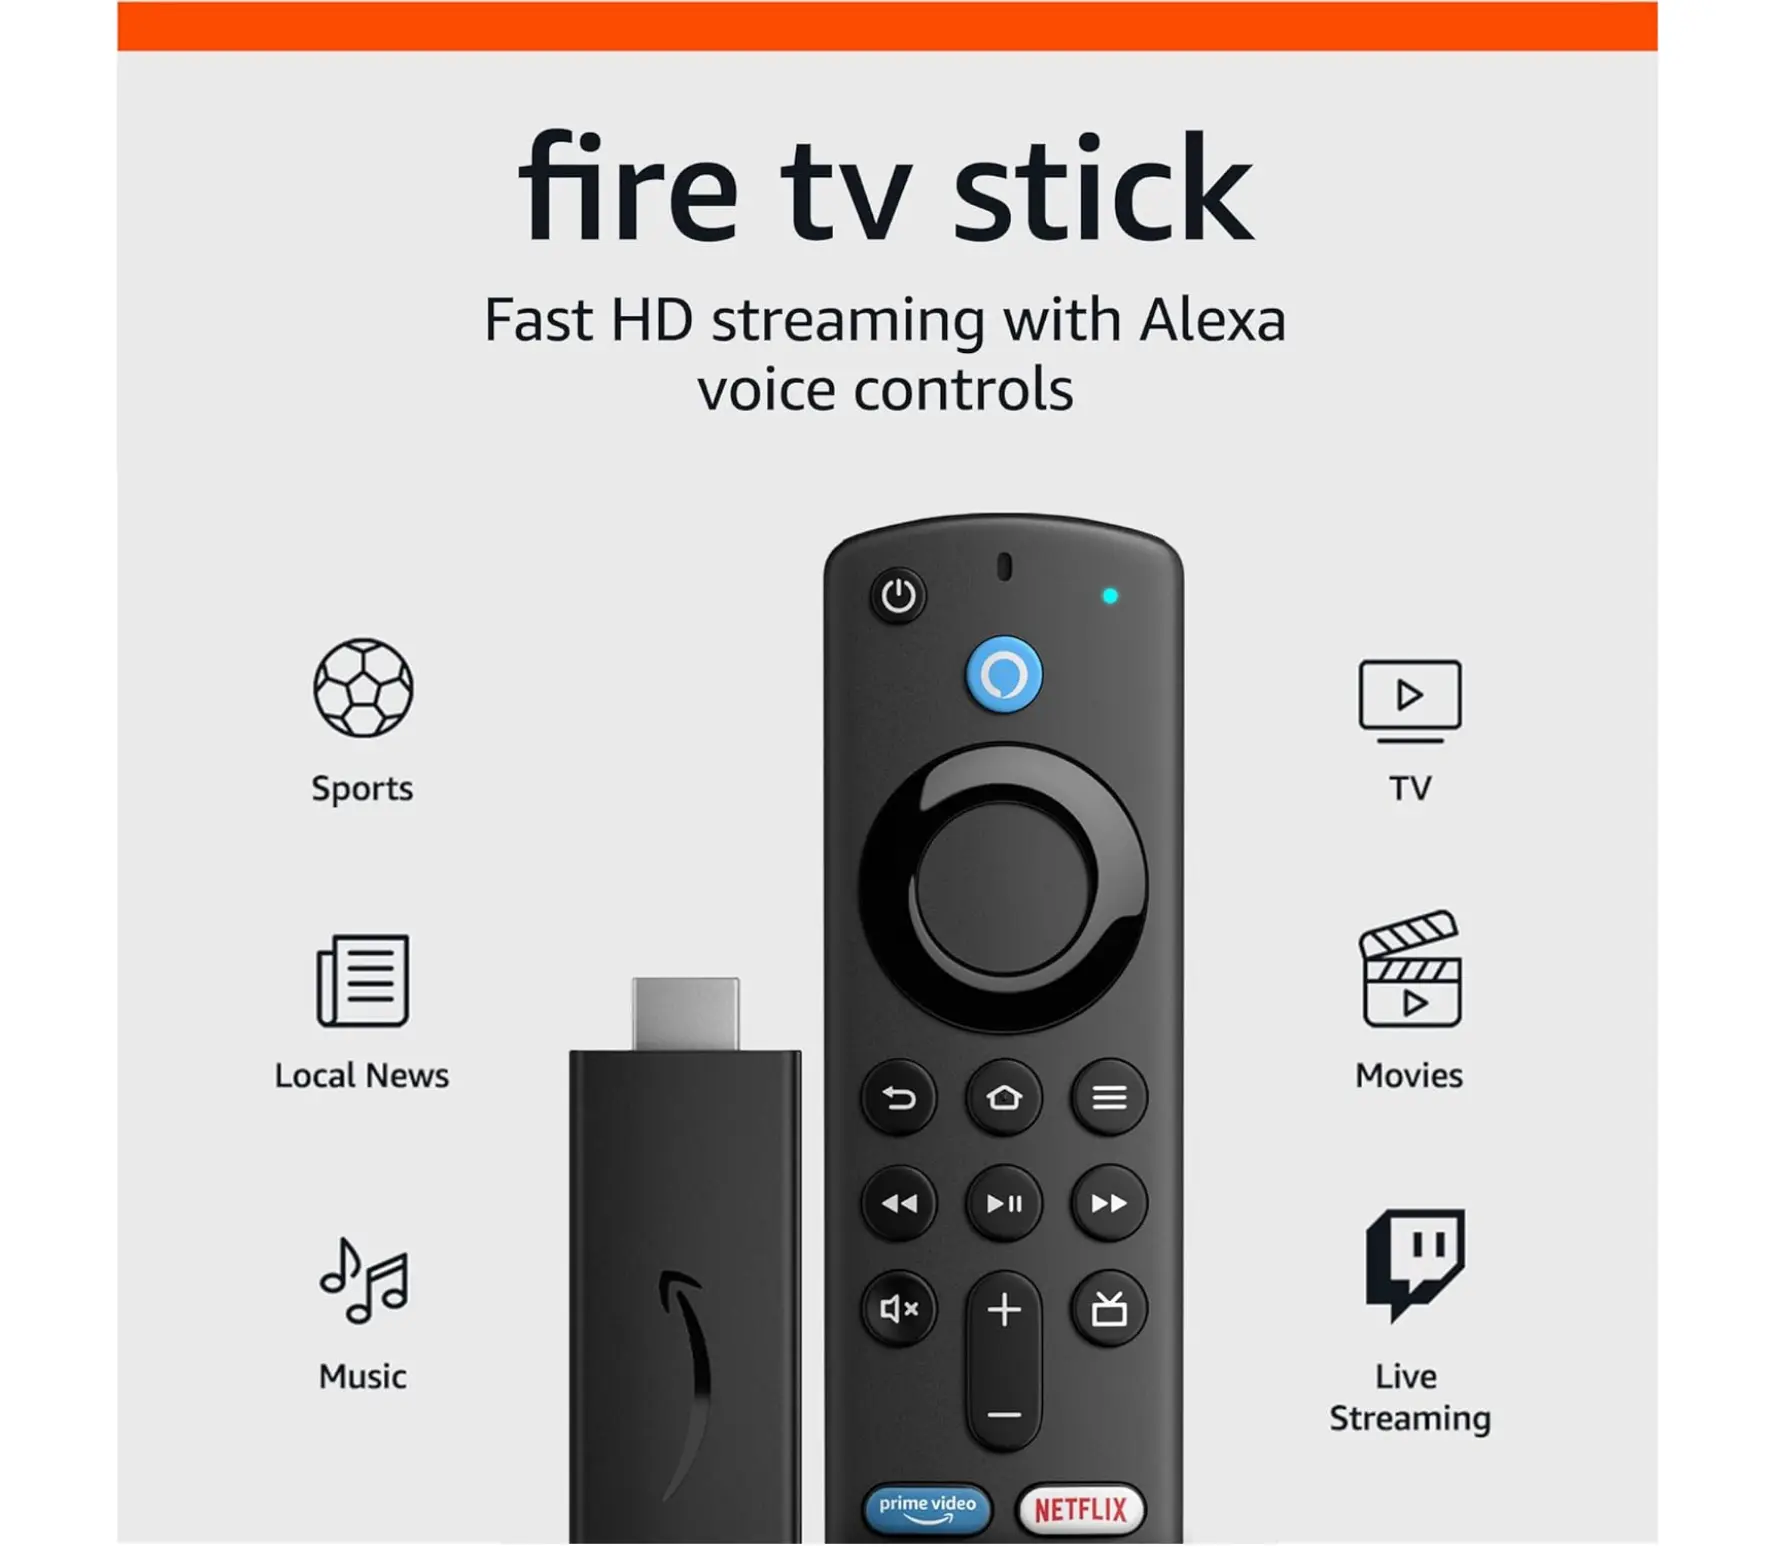 fire tv stick
Fast HD streaming with Alexa
voice controls
Sports
TV
Local News
Movies
Music
Live
Streaming
prime video
NETFLIX